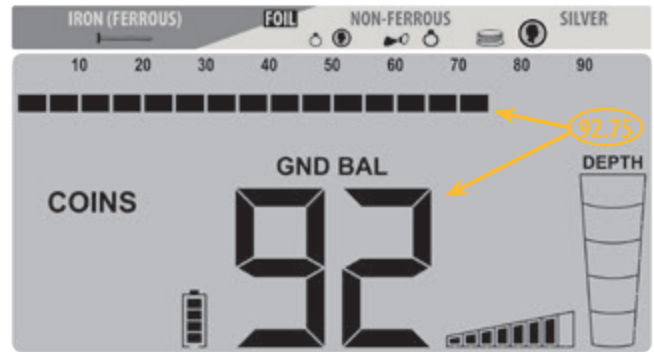 IRON (FERROUS) FOIL NON-FERROUS SILVER
10 20 30 40 50 60 70 80 90
92.75
GND BAL
DEPTH
COINS
92